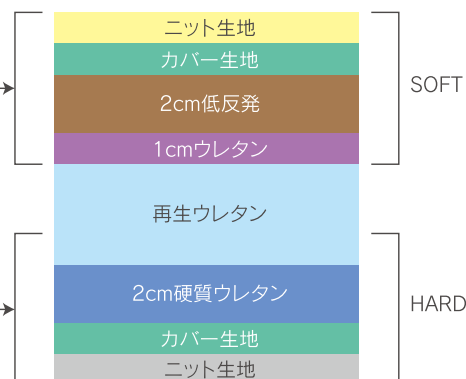 ニット生地
カバー生地
2cm低反発
SOFT
1cmウレタン
再生ウレタン
2cm硬質ウレタン
HARD
カバー生地
ニット生地